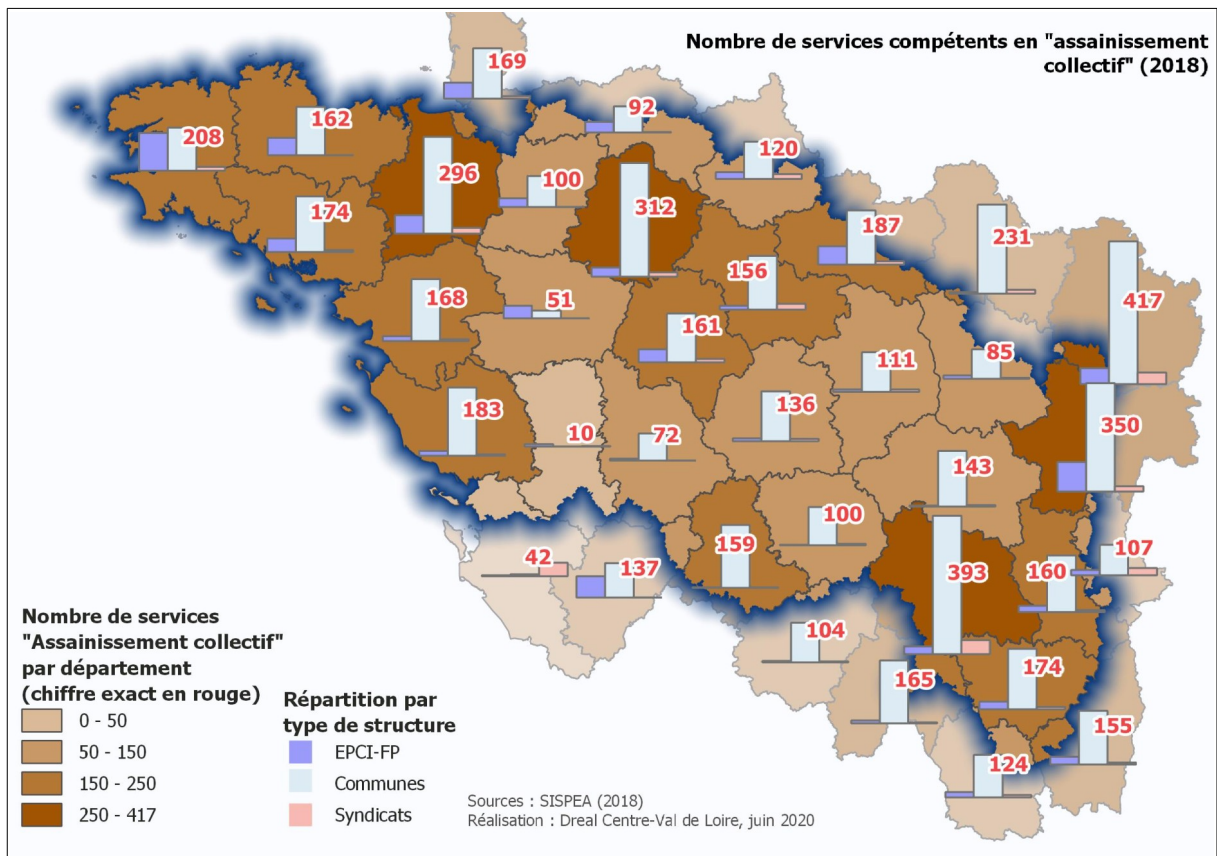 Nombre de services compétents en "assainissement
collectif" (2018)
169
92
162
208
120
296
100
312
174
187
231
156
417
168
51
161
111
85
136
350
183
10
72
143
100
159
393
107
160
42
137
104
174
165
155
124
Nombre de services
"Assainissement collectif"
par département
(chiffre exact en rouge)
0 - 50
50 - 150
150 - 250
250 - 417
Répartition par
type de structure
EPCI-FP
Communes
Syndicats
Sources : SISPEA (2018)
Réalisation : Dreal Centre-Val de Loire, juin 2020